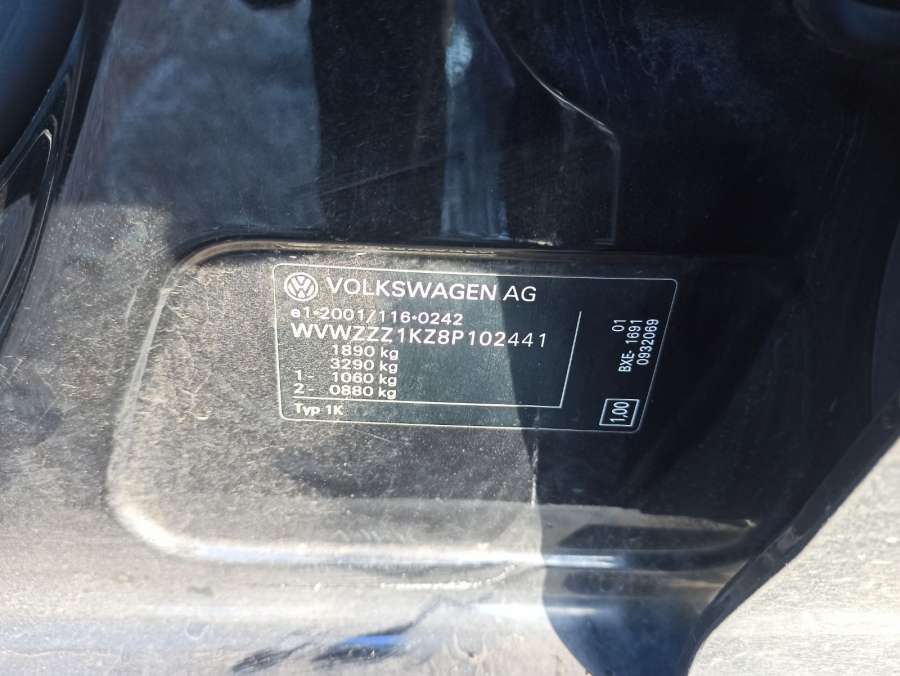 VOLKSWAGEN AG
e1*2001/116*0242
WVWZZZ1KZ8P102441
1890 kg
3290 kg
1- 1060 kg
2- 0880 kg
Typ 1K
01
BXE- 1691
0932069
1,00